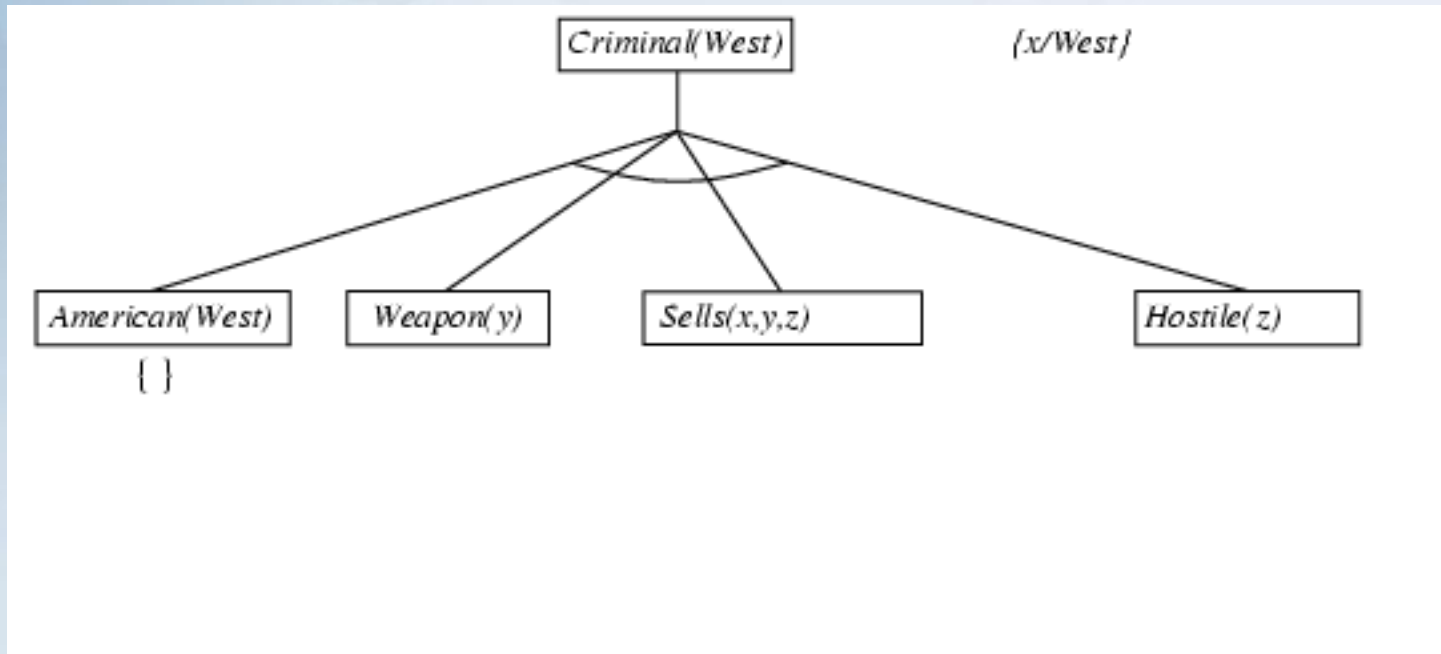 Criminal(West)
{x/West}
American(West)
Weapon(y)
Sells(x,y,z)
Hostile(z)
{ }